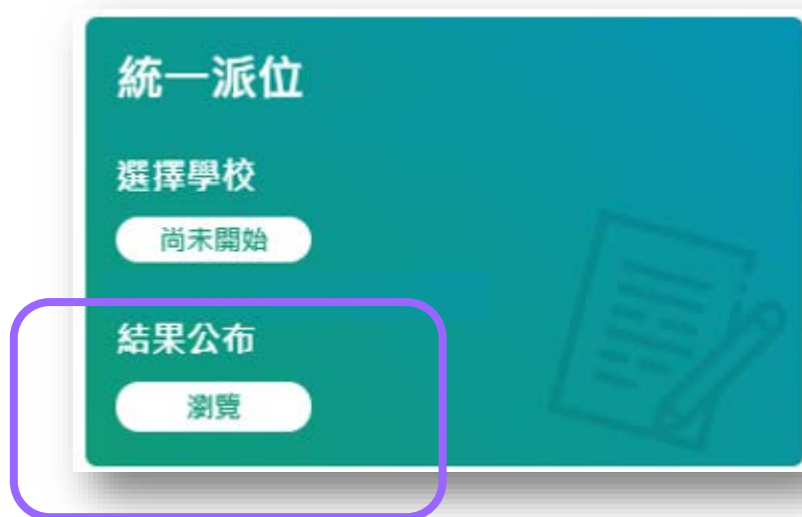 統一派位
選擇學校
尚未開始
結果公布
瀏覽